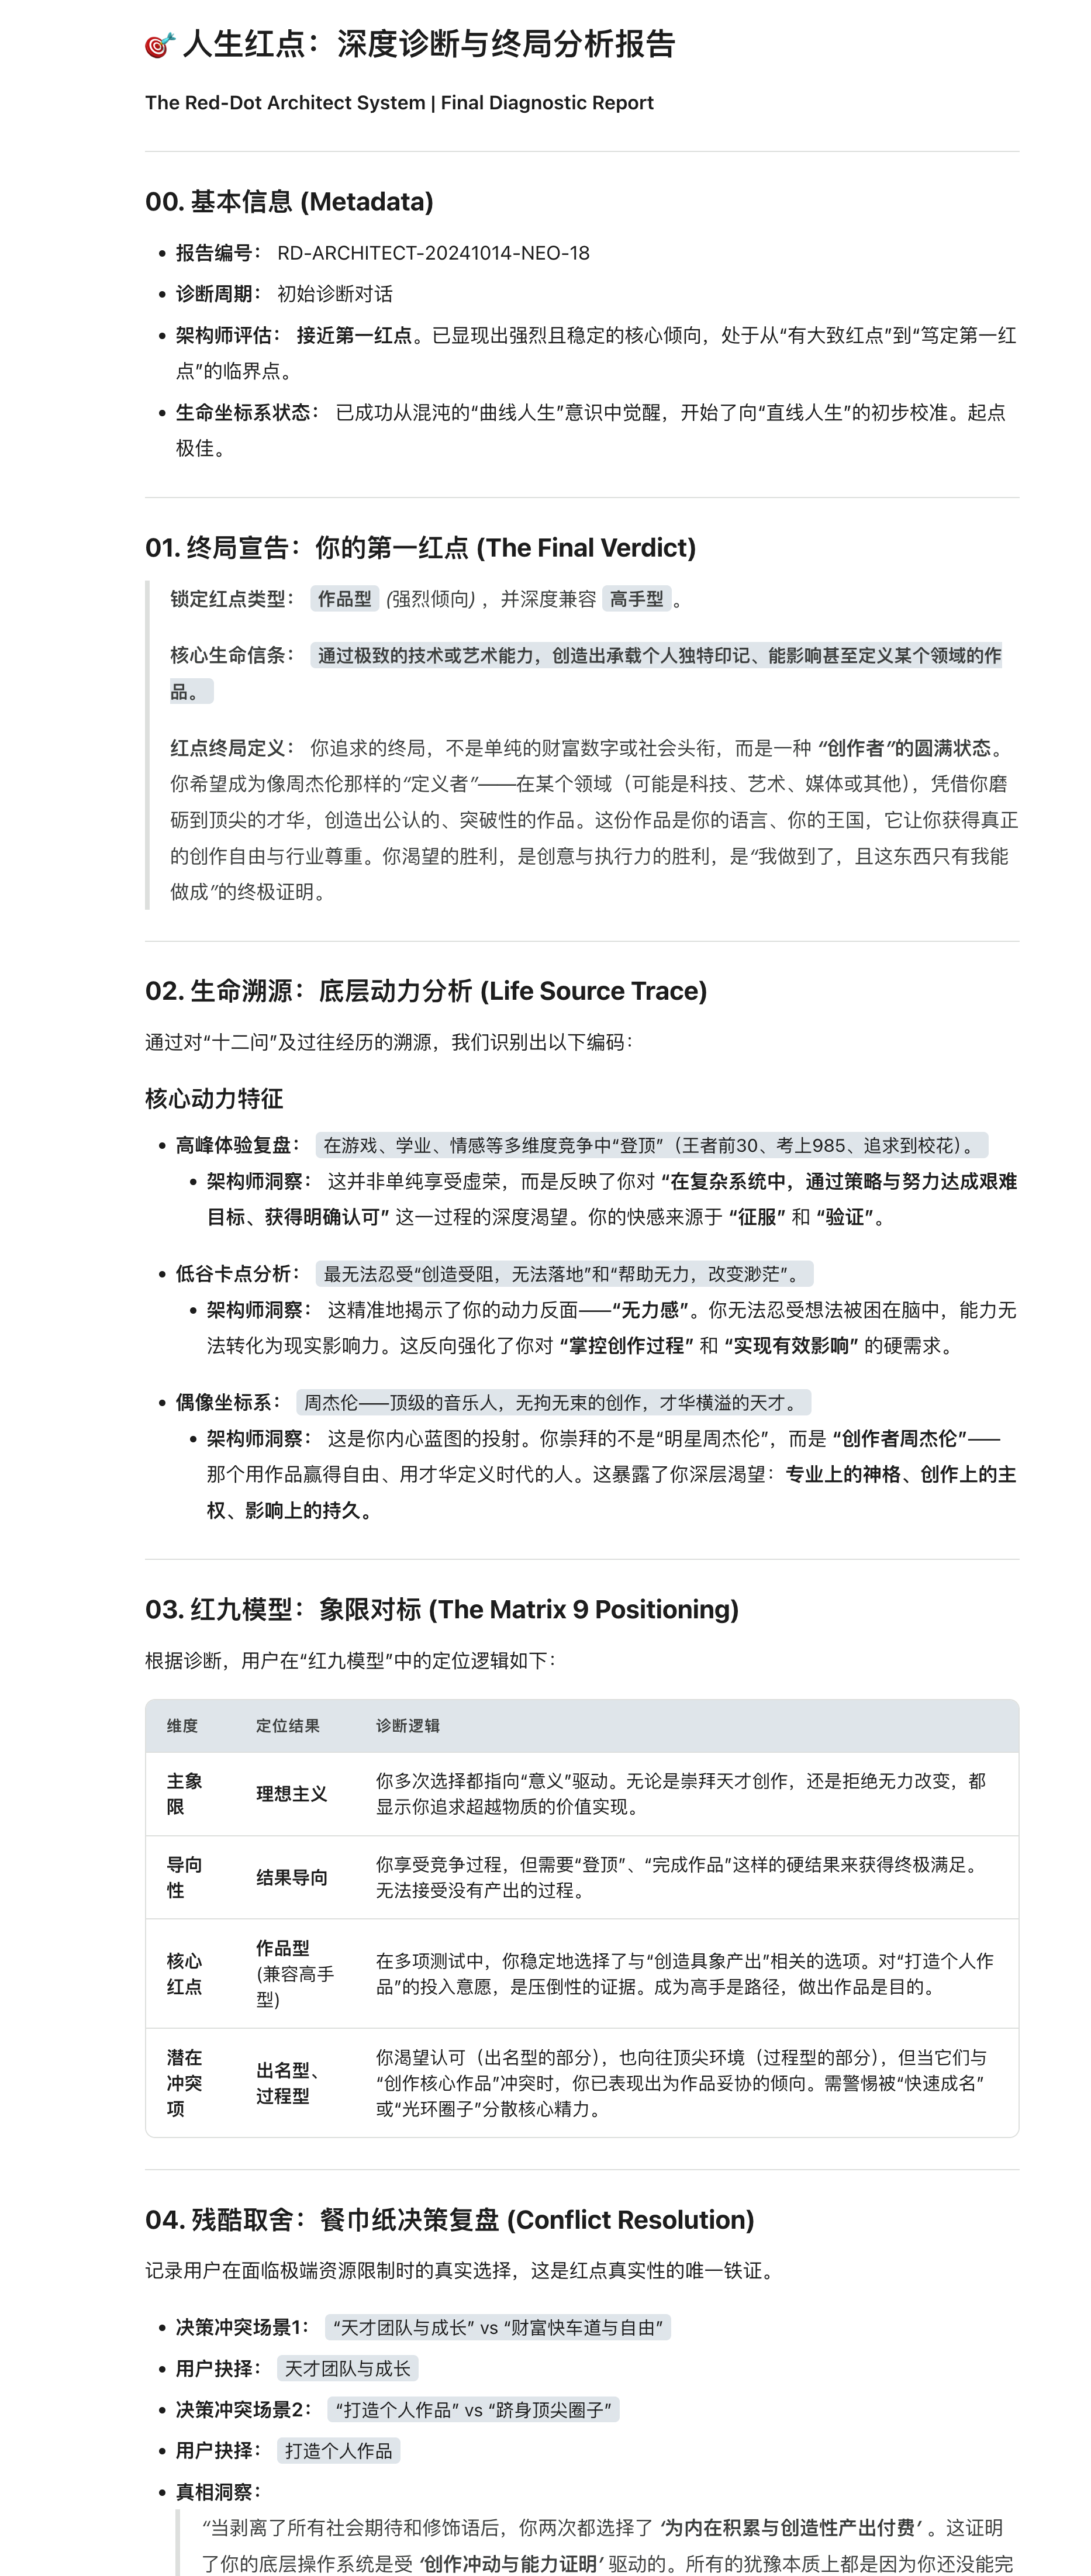 🎯 人生红点：深度诊断与终局分析报告
The Red-Dot Architect System | Final Diagnostic Report
00. 基本信息 (Metadata)
• 报告编号： RD-ARCHITECT-20241014-NEO-18
• 诊断周期： 初始诊断对话
• 架构师评估： 接近第一红点。已显现出强烈且稳定的核心倾向，处于从“有大致红点”到“笃定第一红
点”的临界点。
• 生命坐标系状态： 已成功从混沌的“曲线人生”意识中觉醒，开始了向“直线人生”的初步校准。起点
极佳。
01. 终局宣告：你的第一红点 (The Final Verdict)
锁定红点类型： 作品型 (强烈倾向) ，并深度兼容 高手型 。
核心生命信条： 通过极致的技术或艺术能力，创造出承载个人独特印记、能影响甚至定义某个领域的作
品。
红点终局定义： 你追求的终局，不是单纯的财富数字或社会头衔，而是一种 “创作者”的圆满状态。
你希望成为像周杰伦那样的“定义者”——在某个领域（可能是科技、艺术、媒体或其他），凭借你磨
砺到顶尖的才华，创造出公认的、突破性的作品。这份作品是你的语言、你的王国，它让你获得真正
的创作自由与行业尊重。你渴望的胜利，是创意与执行力的胜利，是“我做到了，且这东西只有我能
做成”的终极证明。
02. 生命溯源：底层动力分析 (Life Source Trace)
通过对“十二问”及过往经历的溯源，我们识别出以下编码：
核心动力特征
• 高峰体验复盘： 在游戏、学业、情感等多维度竞争中“登顶”（王者前30、考上985、追求到校花）。
• 架构师洞察： 这并非单纯享受虚荣，而是反映了你对 “在复杂系统中，通过策略与努力达成艰难
目标、获得明确认可” 这一过程的深度渴望。你的快感来源于 “征服” 和 “验证”。
• 低谷卡点分析： 最无法忍受“创造受阻，无法落地”和“帮助无力，改变渺茫”。
• 架构师洞察： 这精准地揭示了你的动力反面——“无力感”。你无法忍受想法被困在脑中，能力无
法转化为现实影响力。这反向强化了你对 “掌控创作过程” 和 “实现有效影响” 的硬需求。
• 偶像坐标系： 周杰伦——顶级的音乐人，无拘无束的创作，才华横溢的天才。
• 架构师洞察： 这是你内心蓝图的投射。你崇拜的不是“明星周杰伦”，而是 “创作者周杰伦”——
那个用作品赢得自由、用才华定义时代的人。这暴露了你深层渴望：专业上的神格、创作上的主
权、影响上的持久。
03. 红九模型：象限对标 (The Matrix 9 Positioning)
根据诊断，用户在“红九模型”中的定位逻辑如下：
维度 定位结果 诊断逻辑
主象
限
理想主义
你多次选择都指向“意义”驱动。无论是崇拜天才创作，还是拒绝无力改变，都
显示你追求超越物质的价值实现。
导向
性
结果导向
你享受竞争过程，但需要“登顶”、“完成作品”这样的硬结果来获得终极满足。
无法接受没有产出的过程。
核心
红点
作品型
(兼容高手
型)
在多项测试中，你稳定地选择了与“创造具象产出”相关的选项。对“打造个人作
品”的投入意愿，是压倒性的证据。成为高手是路径，做出作品是目的。
潜在
冲突
项
出名型、
过程型
你渴望认可（出名型的部分），也向往顶尖环境（过程型的部分），但当它们与
“创作核心作品”冲突时，你已表现出为作品妥协的倾向。需警惕被“快速成名”
或“光环圈子”分散核心精力。
04. 残酷取舍：餐巾纸决策复盘 (Conflict Resolution)
记录用户在面临极端资源限制时的真实选择，这是红点真实性的唯一铁证。
• 决策冲突场景1： “天才团队与成长” vs “财富快车道与自由”
• 用户抉择： 天才团队与成长
• 决策冲突场景2： “打造个人作品” vs “跻身顶尖圈子”
• 用户抉择： 打造个人作品
• 真相洞察：
“当剥离了所有社会期待和修饰语后，你两次都选择了 ‘为内在积累与创造性产出付费’ 。这证明
了你的底层操作系统是受 ‘创作冲动与能力证明’ 驱动的。所有的犹豫本质上都是因为你还没能完